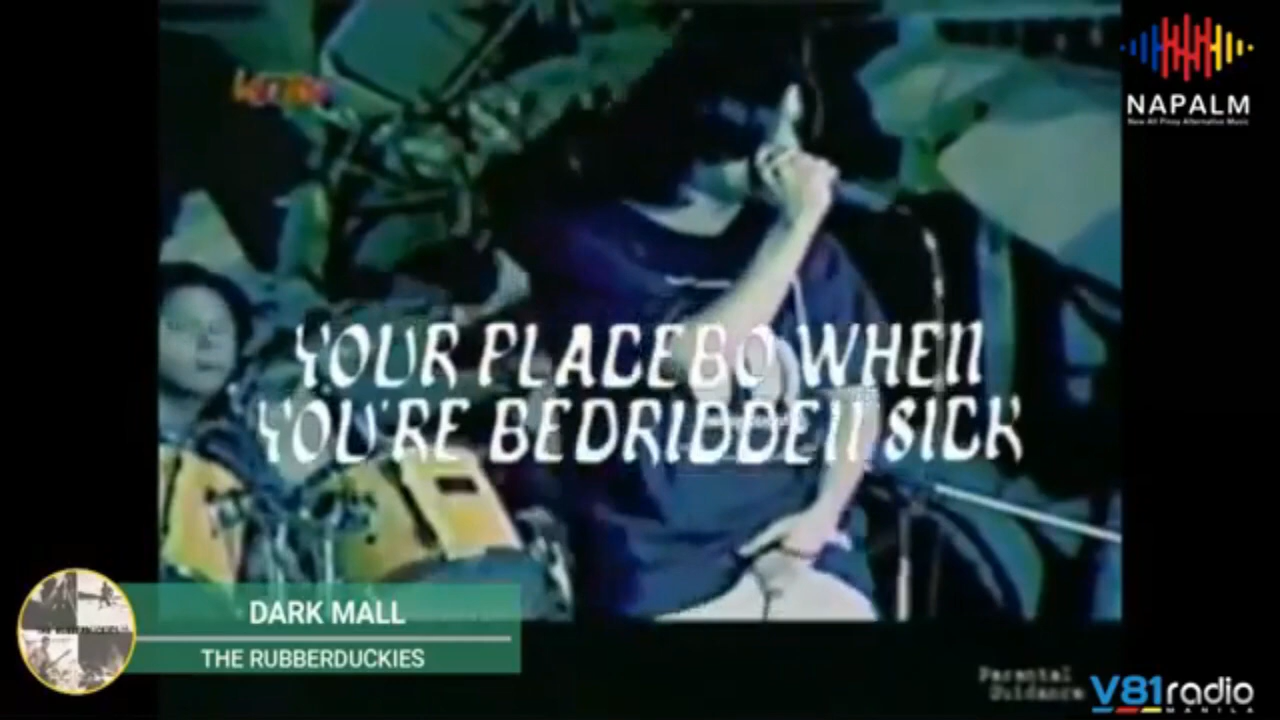 NAPALM
New All Pinoy Alternative Music
YOUR PLACEBO WHEN
YOU'RE BEDRIDDEN SICK
DARK MALL
THE RUBBERDUCKIES
Parental
Guidance
V81radio
MANILA